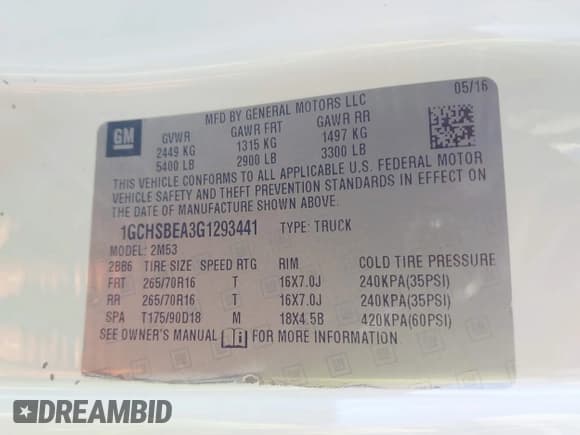 05/16
MFD BY GENERAL MOTORS LLC
GM GVWR GAWR FRT GAWR RR
2449 KG 1315 KG 1497 KG
5400 LB 2900 LB 3300 LB
THIS VEHICLE CONFORMS TO ALL APPLICABLE U.S. FEDERAL MOTOR
VEHICLE SAFETY AND THEFT PREVENTION STANDARDS IN EFFECT ON
THE DATE OF MANUFACTURE SHOWN ABOVE.
1GCHSBEA3G1293441 TYPE: TRUCK
MODEL: 2M53
2BB6 TIRE SIZE SPEED RTG RIM COLD TIRE PRESSURE
FRT 265/70R16 T 16X7.0J 240KPA(35PSI)
RR 265/70R16 T 16X7.0J 240KPA(35PSI)
SPA T175/90D18 M 18X4.5B 420KPA(60PSI)
SEE OWNER'S MANUAL FOR MORE INFORMATION
DREAMBID